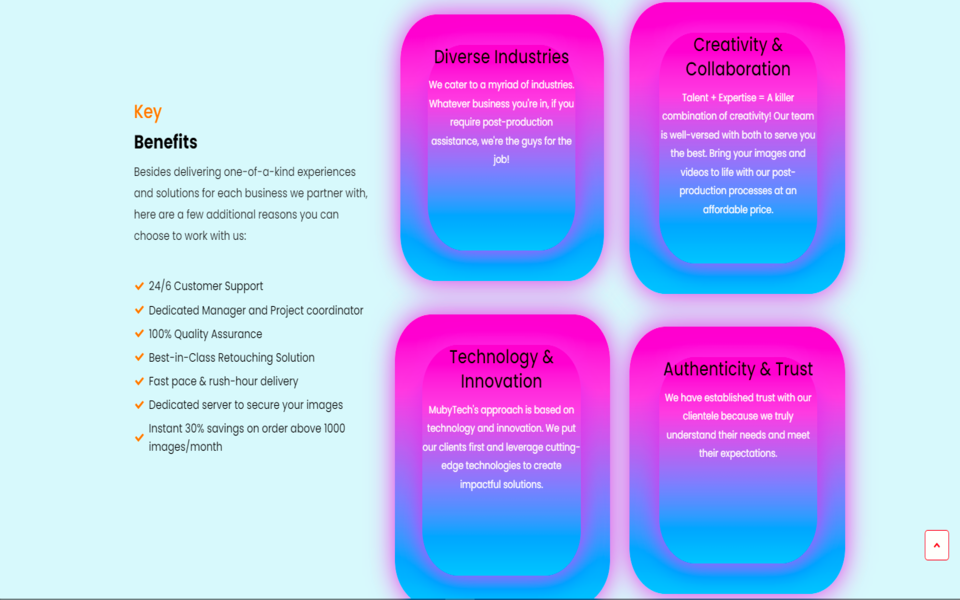 Key
Benefits
Besides delivering one-of-a-kind experiences
and solutions for each business we partner with,
here are a few additional reasons you can
choose to work with us:
24/6 Customer Support
Dedicated Manager and Project coordinator
100% Quality Assurance
Best-in-Class Retouching Solution
Fast pace & rush-hour delivery
Dedicated server to secure your images
Instant 30% savings on order above 1000
images/month
Diverse Industries
We cater to a myriad of industries.
Whatever business you're in, if you
require post-production
assistance, we're the guys for the
job!
Creativity &
Collaboration
Talent + Expertise = A killer
combination of creativity! Our team
is well-versed with both to serve you
the best. Bring your images and
videos to life with our post-
production processes at an
affordable price.
Technology &
Innovation
MubyTech's approach is based on
technology and innovation. We put
our clients first and leverage cutting-
edge technologies to create
impactful solutions.
Authenticity & Trust
We have established trust with our
clientele because we truly
understand their needs and meet
their expectations.